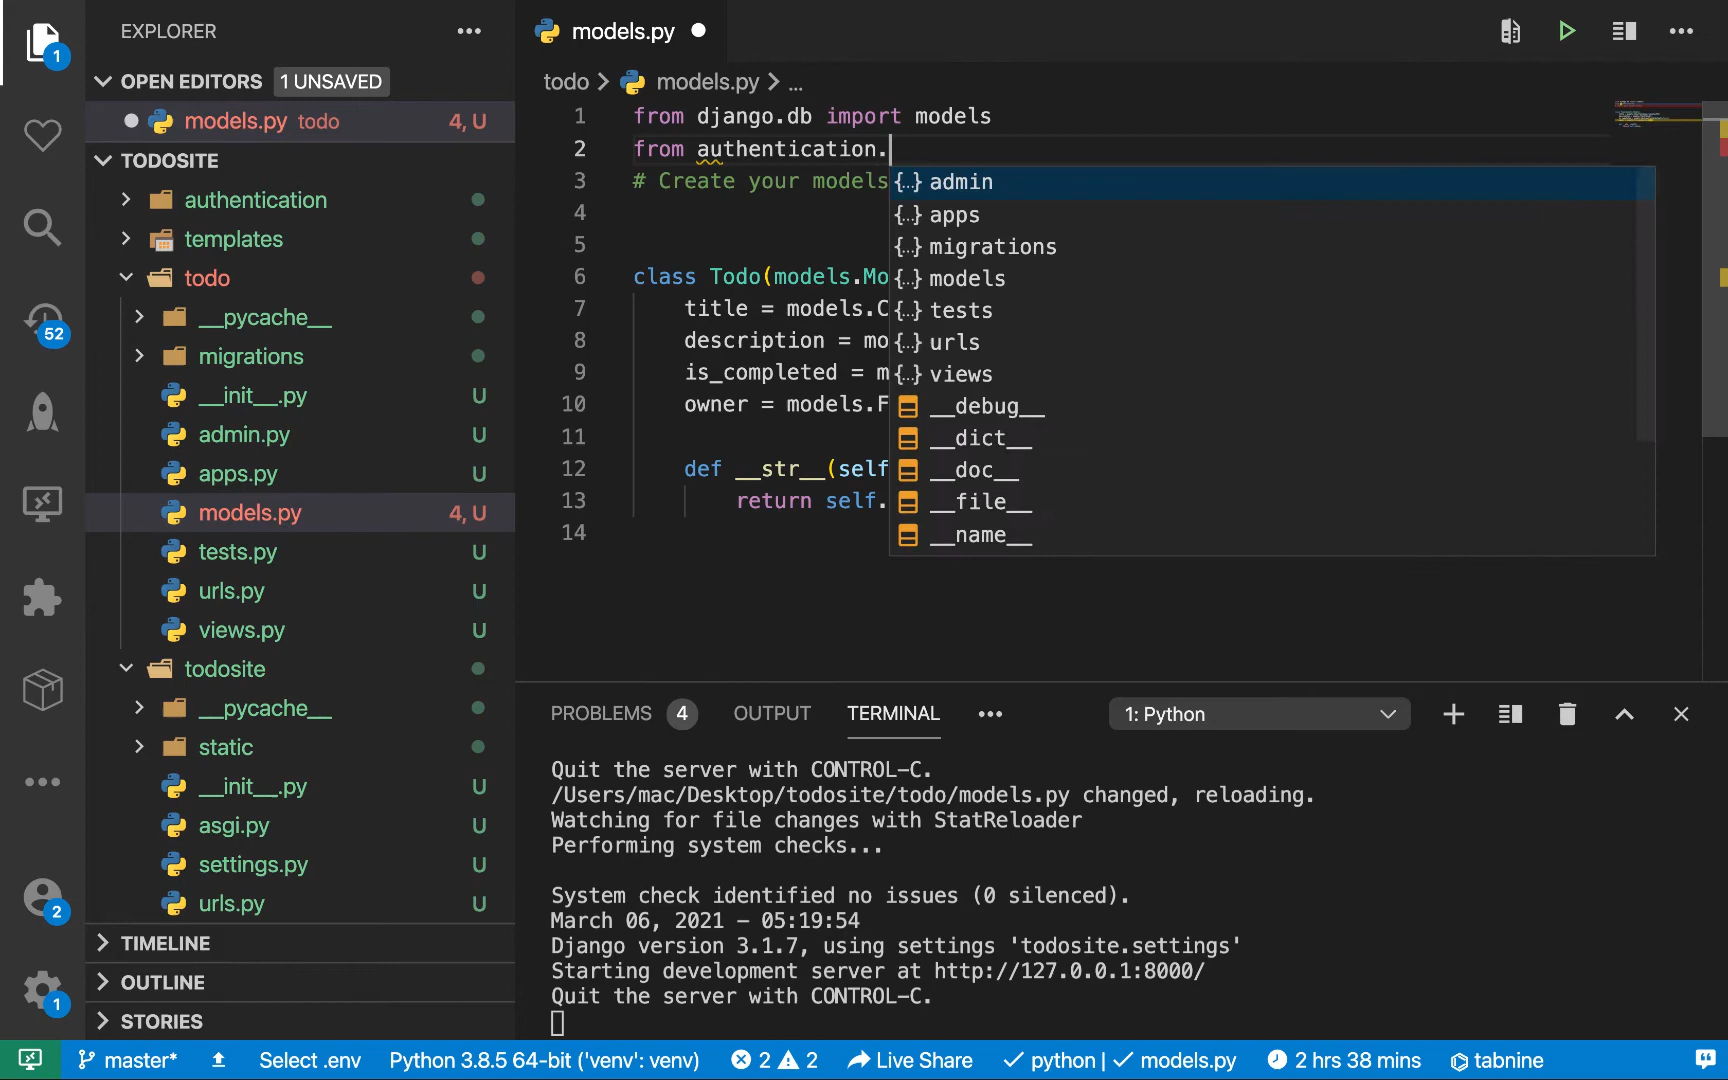 EXPLORER
OPEN EDITORS 1 UNSAVED
models.py todo 4, U
TODOSITE
authentication
templates
todo
__pycache__
migrations
__init__.py U
admin.py U
apps.py U
models.py 4, U
tests.py U
urls.py U
views.py U
todosite
__pycache__
static
__init__.py U
asgi.py U
settings.py U
urls.py U
TIMELINE
OUTLINE
STORIES
1
52
2
1
models.py
todo > models.py > ...
1 from django.db import models
2 from authentication.
3 # Create your models
4
5
6 class Todo(models.Mo
7 title = models.C
8 description = mo
9 is_completed = m
10 owner = models.F
11
12 def __str__(self
13 return self.
14
{..} admin
{..} apps
{..} migrations
{..} models
{..} tests
{..} urls
{..} views
__debug__
__dict__
__doc__
__file__
__name__
PROBLEMS 4 OUTPUT TERMINAL 1: Python
Quit the server with CONTROL-C.
/Users/mac/Desktop/todosite/todo/models.py changed, reloading.
Watching for file changes with StatReloader
Performing system checks...
System check identified no issues (0 silenced).
March 06, 2021 - 05:19:54
Django version 3.1.7, using settings 'todosite.settings'
Starting development server at http://127.0.0.1:8000/
Quit the server with CONTROL-C.
master* Select .env Python 3.8.5 64-bit ('venv': venv) 2 2 Live Share python | models.py 2 hrs 38 mins tabnine